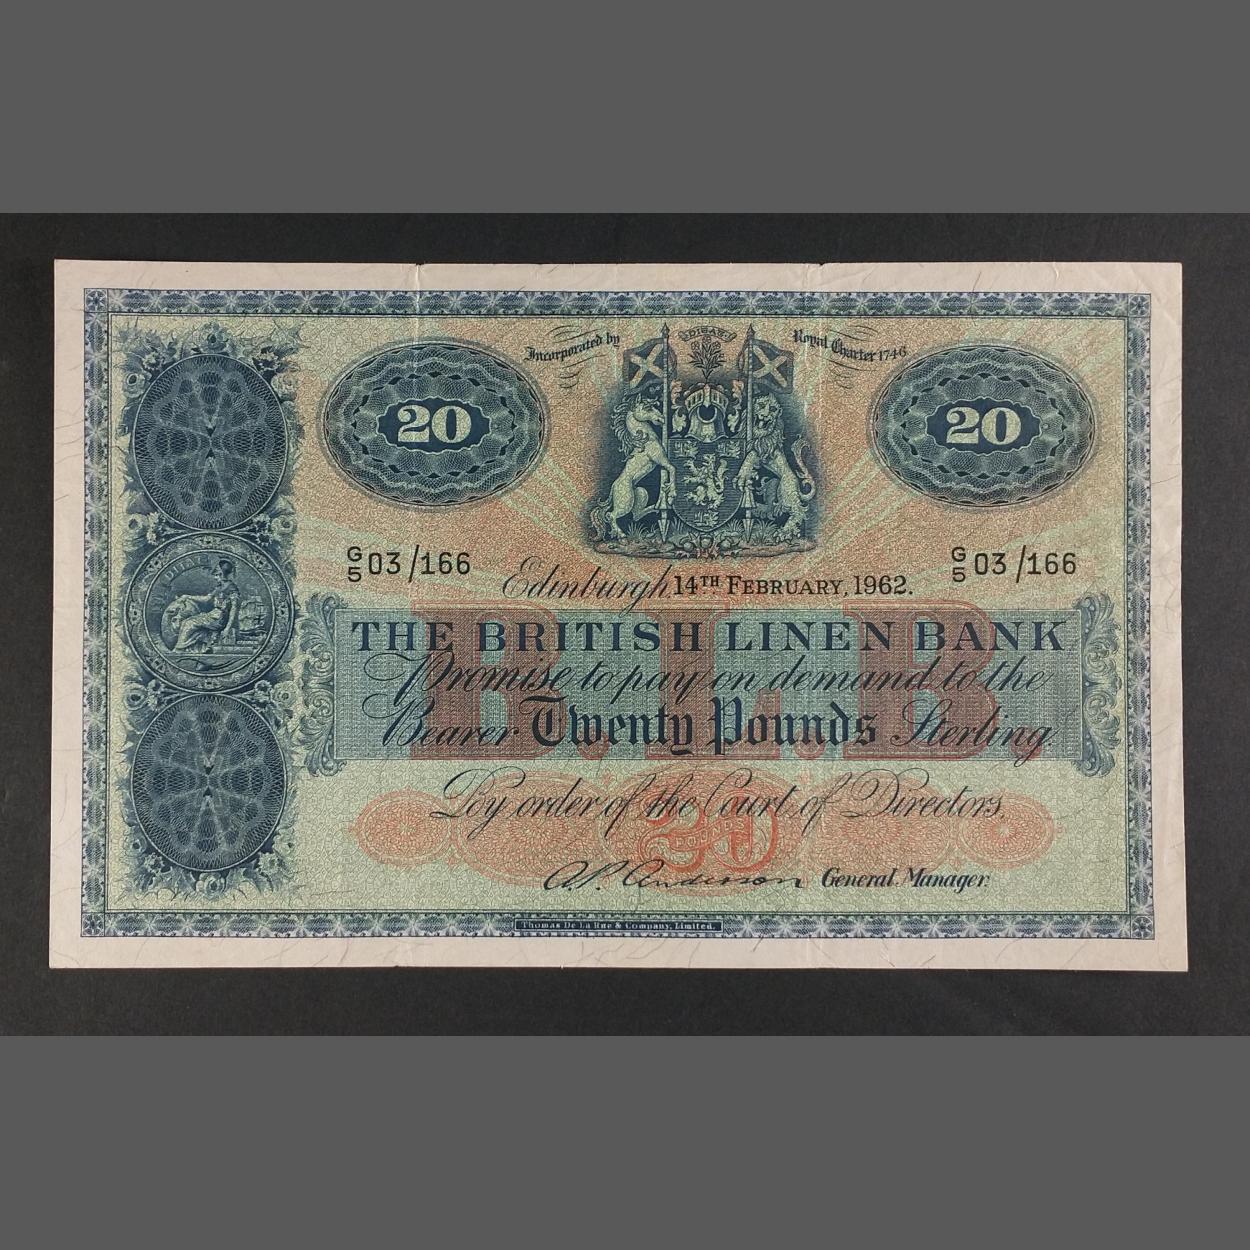 Incorporated by Royal Charter 1746
20 20
G/5 03/166 G/5 03/166
Edinburgh, 14TH FEBRUARY, 1962.
B.L.B
THE BRITISH LINEN BANK
Promise to pay on demand to the
Bearer Twenty Pounds Sterling.
By order of the Court of Directors,
£20
A.P. Anderson General Manager.
Thomas De La Rue & Company, Limited.